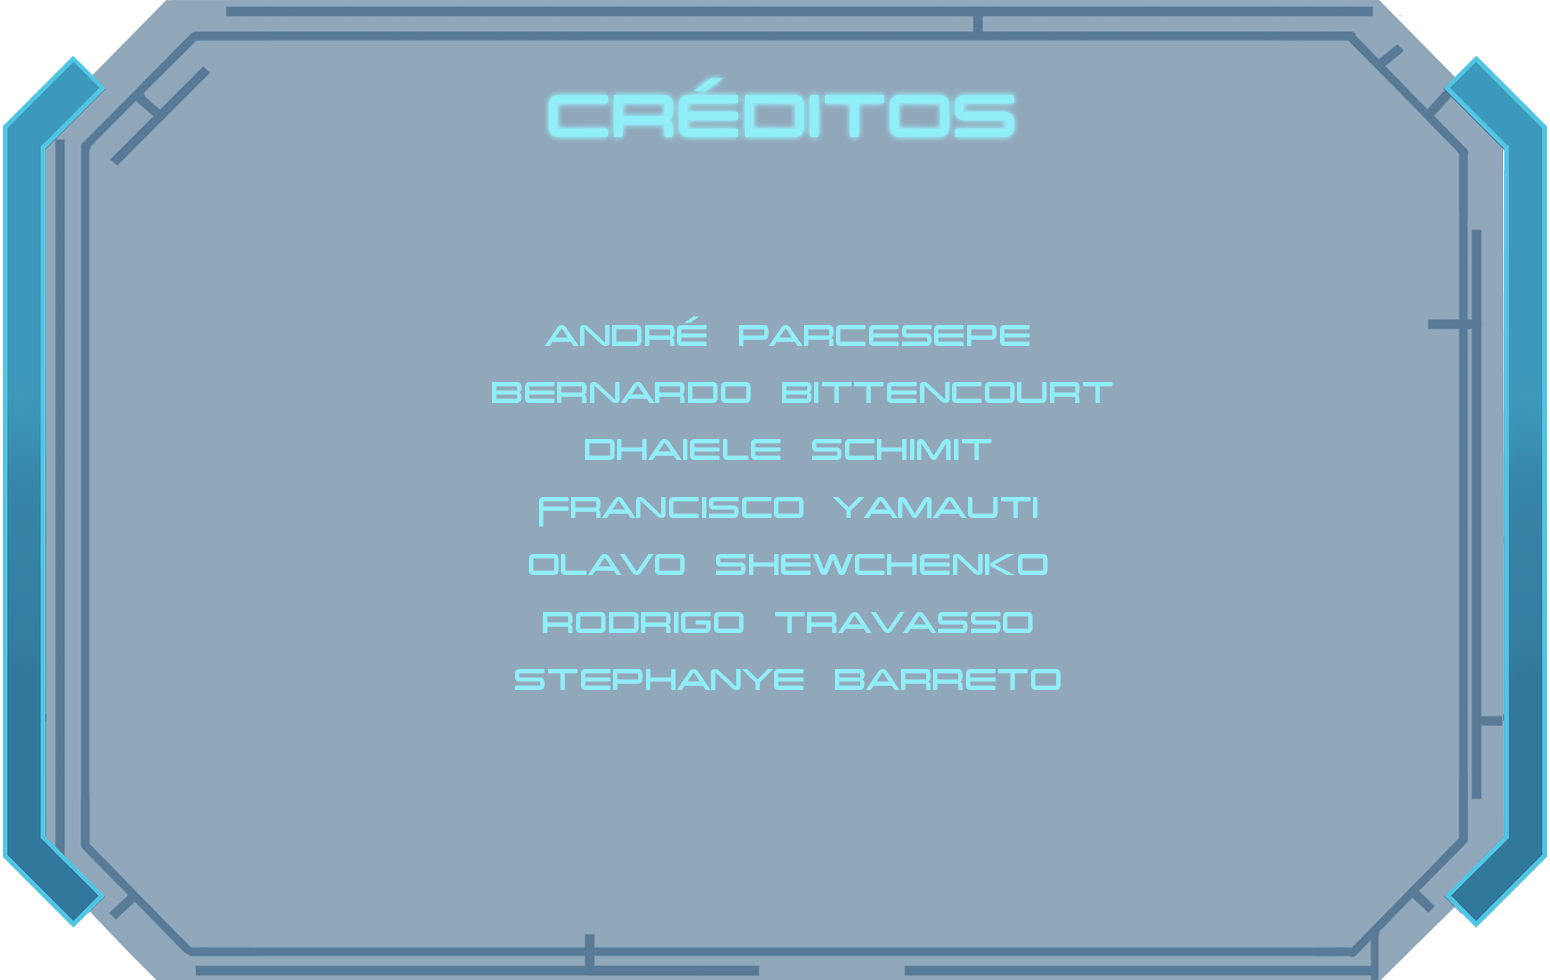 CRÉDITOS
ANDRÉ PARCESEPE
BERNARDO BITTENCOURT
DHAIELE SCHIMIT
FRANCISCO YAMAUTI
OLAVO SHEWCHENKO
RODRIGO TRAVASSO
STEPHANYE BARRETO